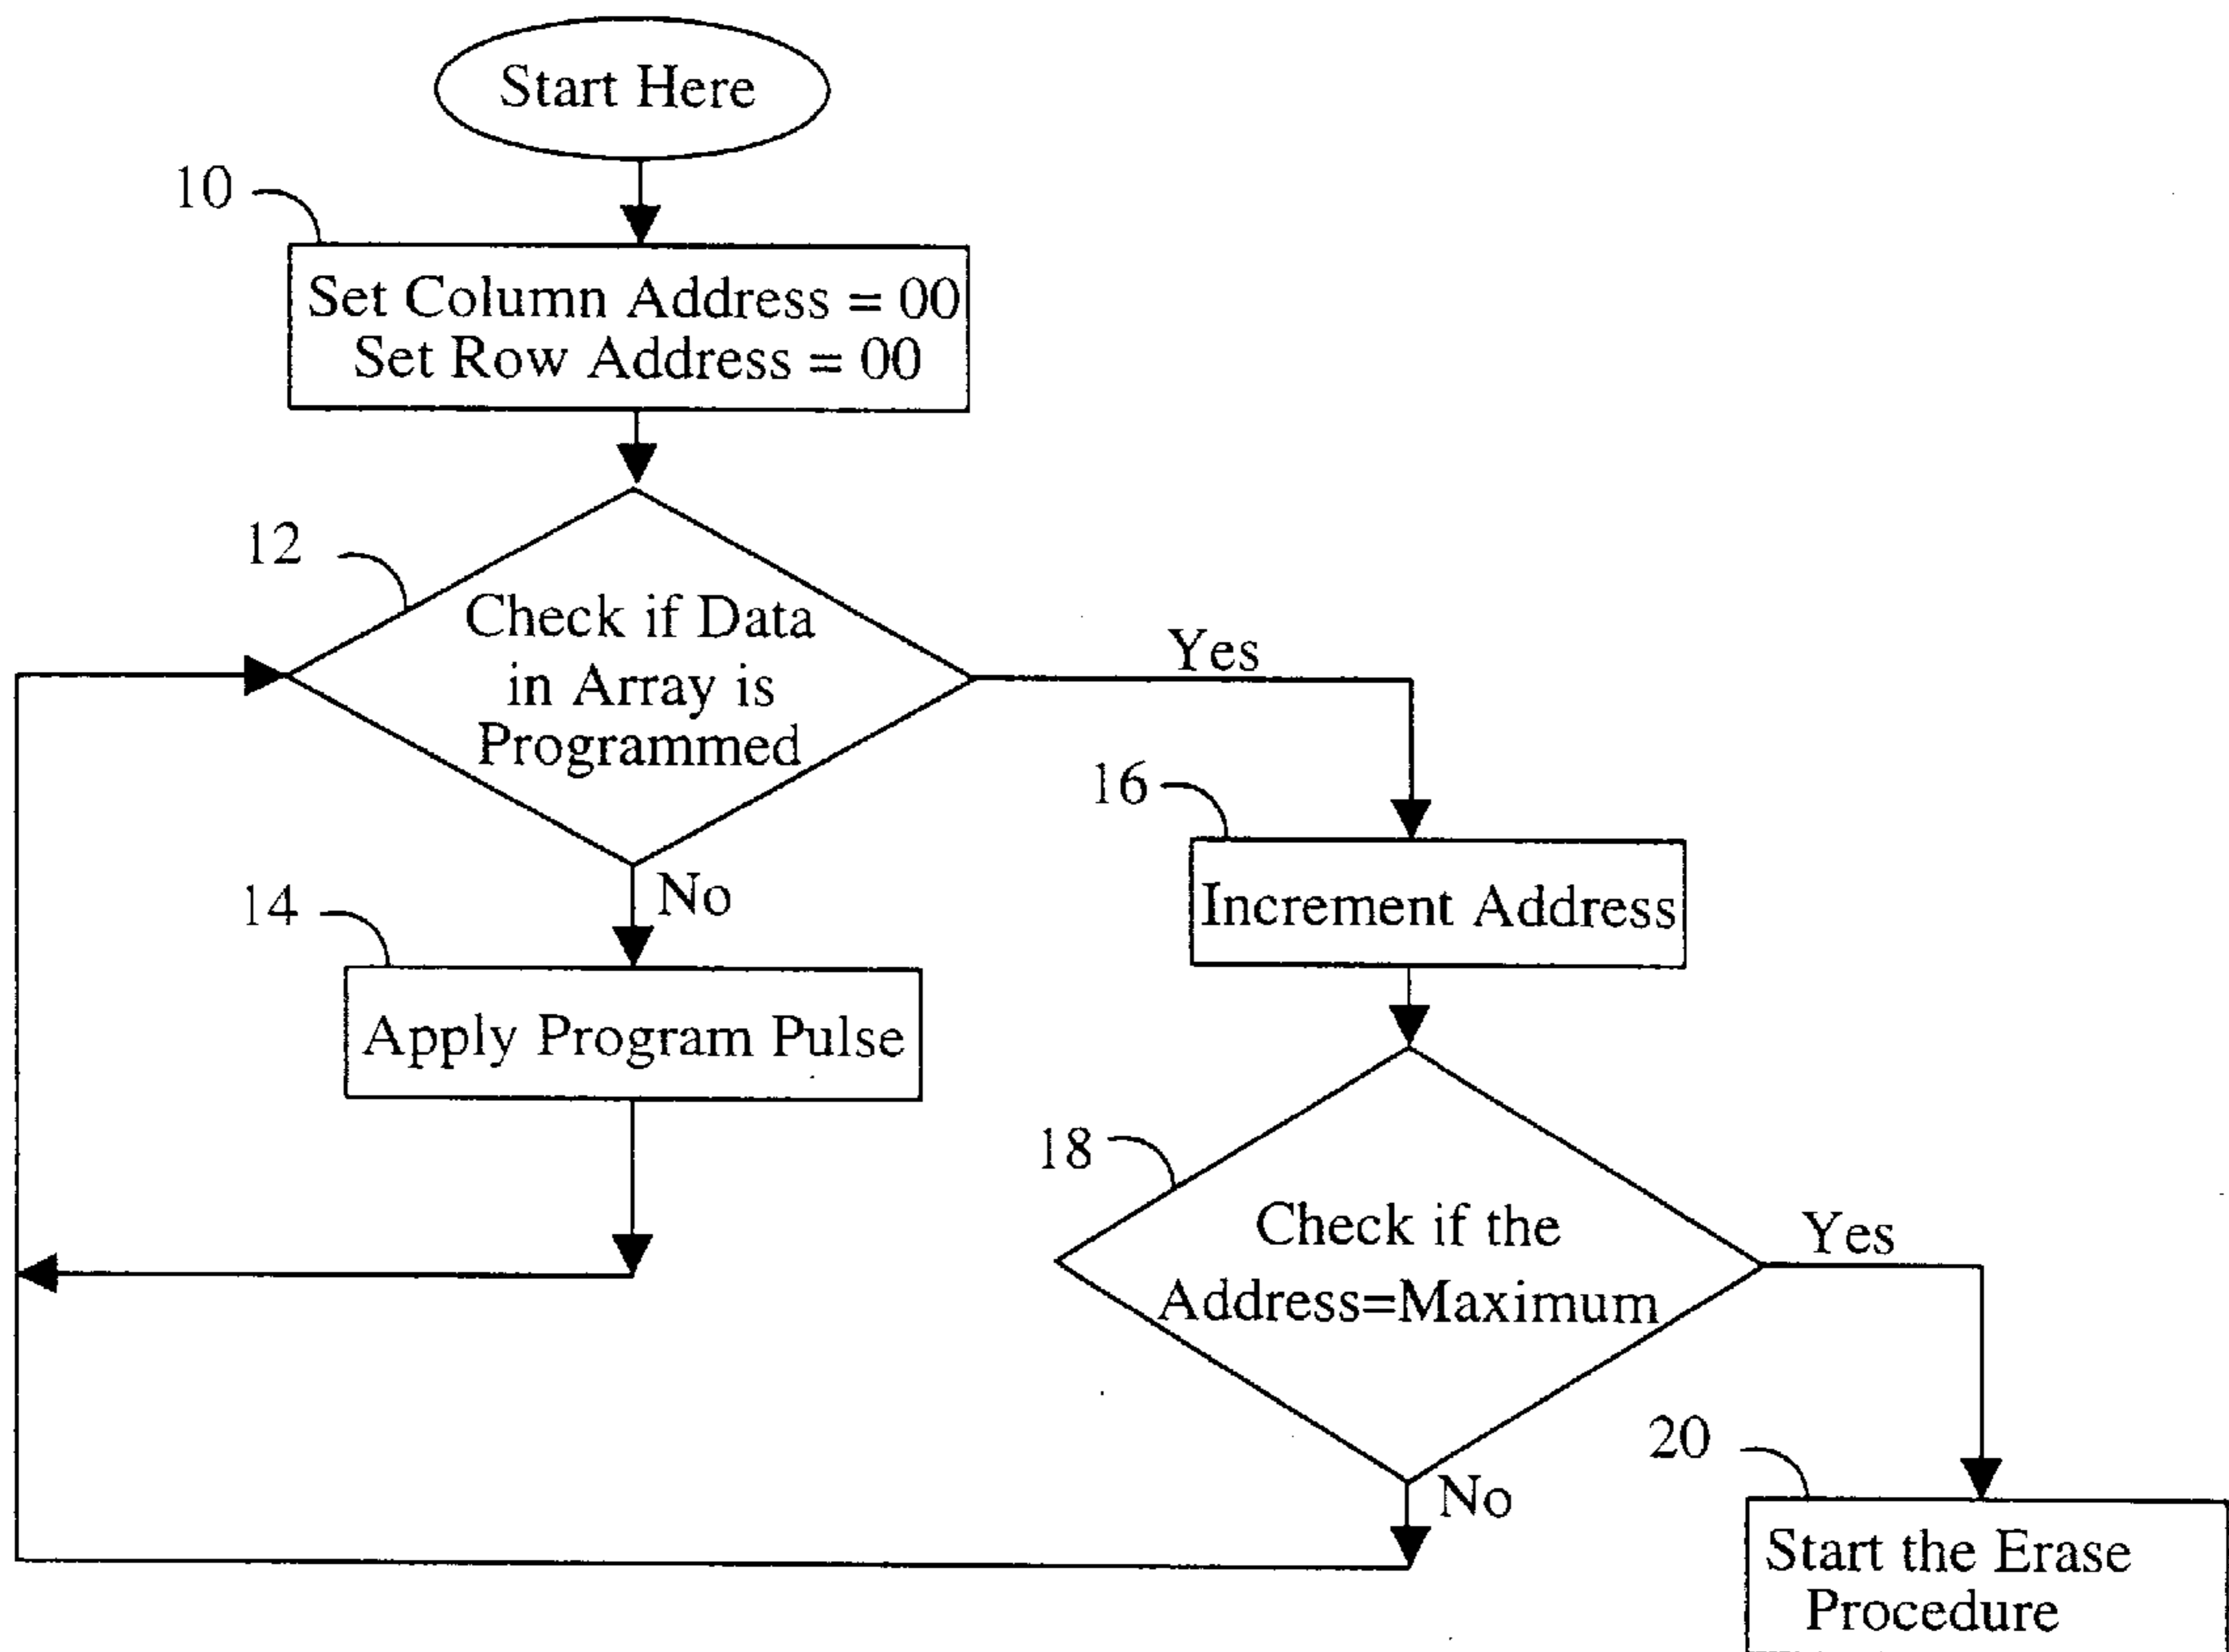 Start Here
10
Set Column Address = 00
Set Row Address = 00
12
Check if Data
in Array is
Programmed
Yes
No
14
Apply Program Pulse
16
Increment Address
18
Check if the
Address=Maximum
Yes
No
20
Start the Erase
Procedure